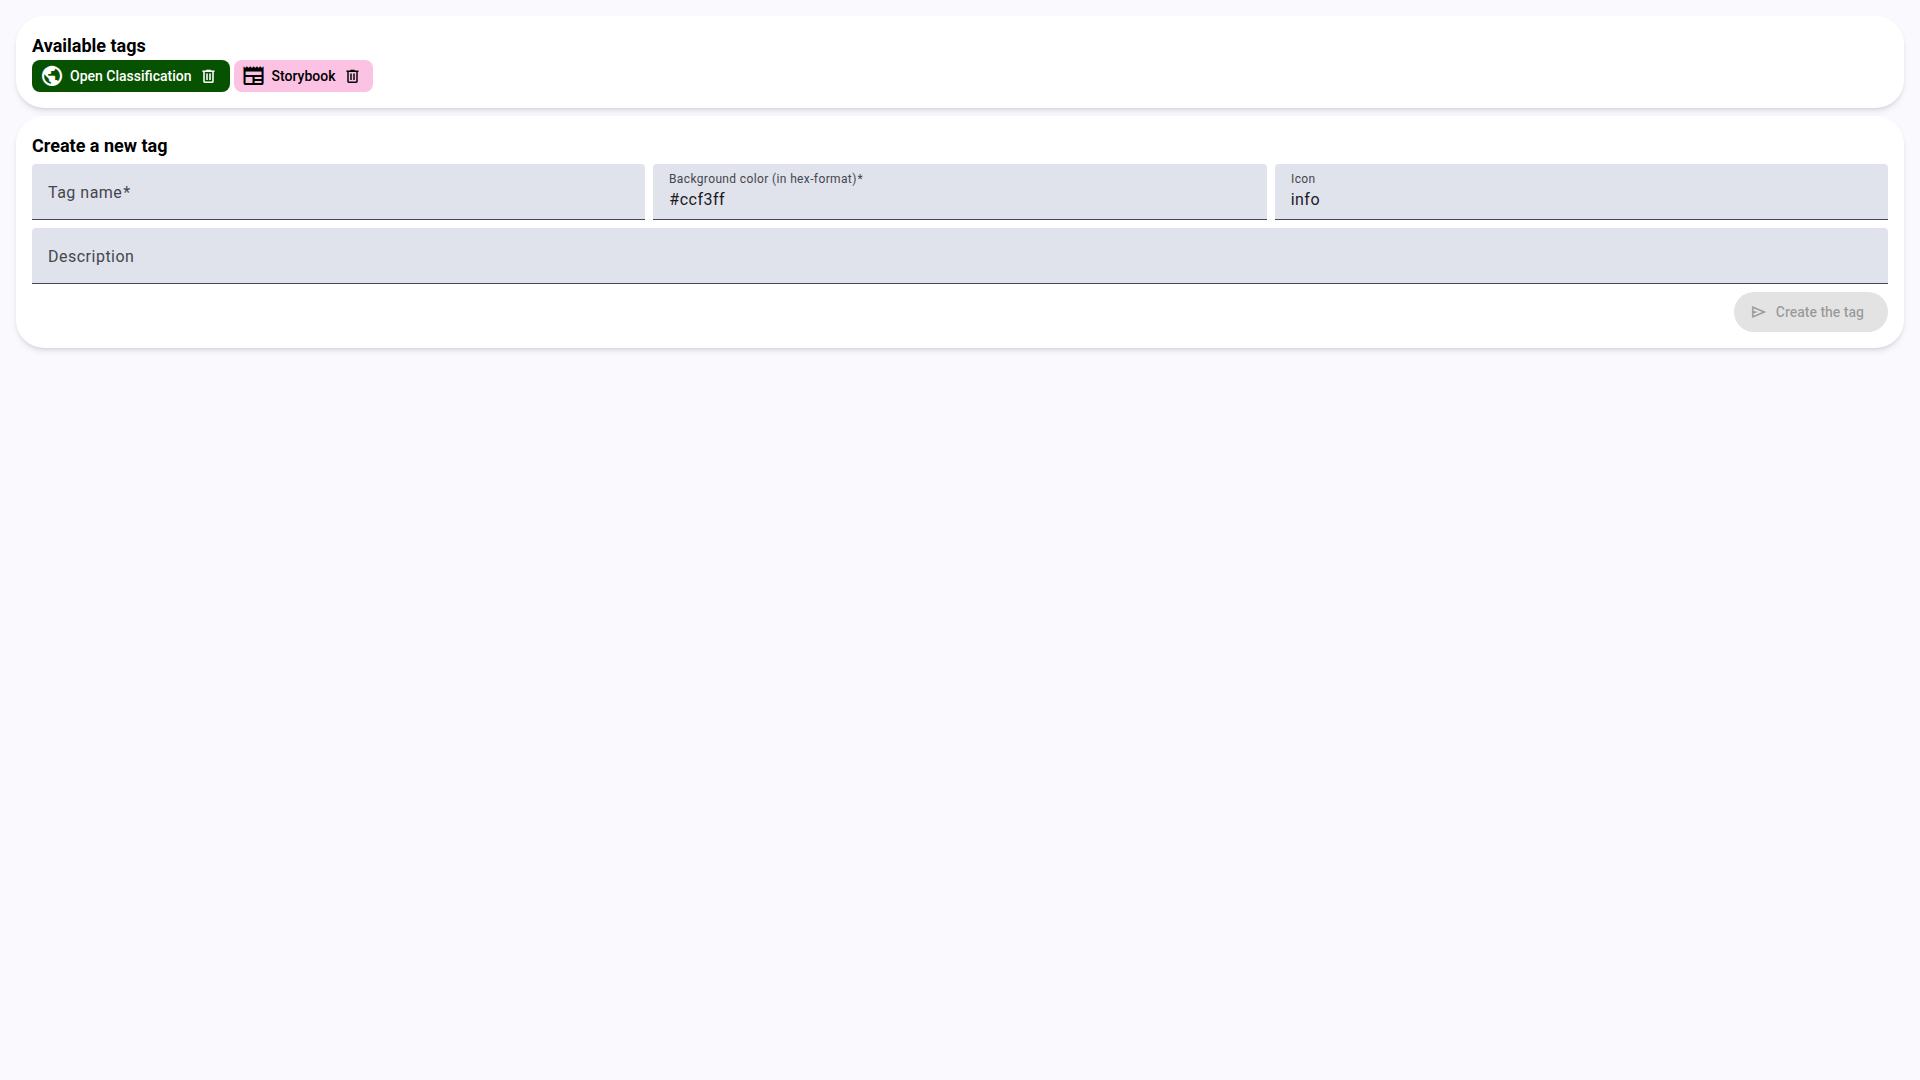 Available tags
Open Classification Storybook
Create a new tag
Tag name* Background color (in hex-format)* Icon
#ccf3ff info
Description
Create the tag